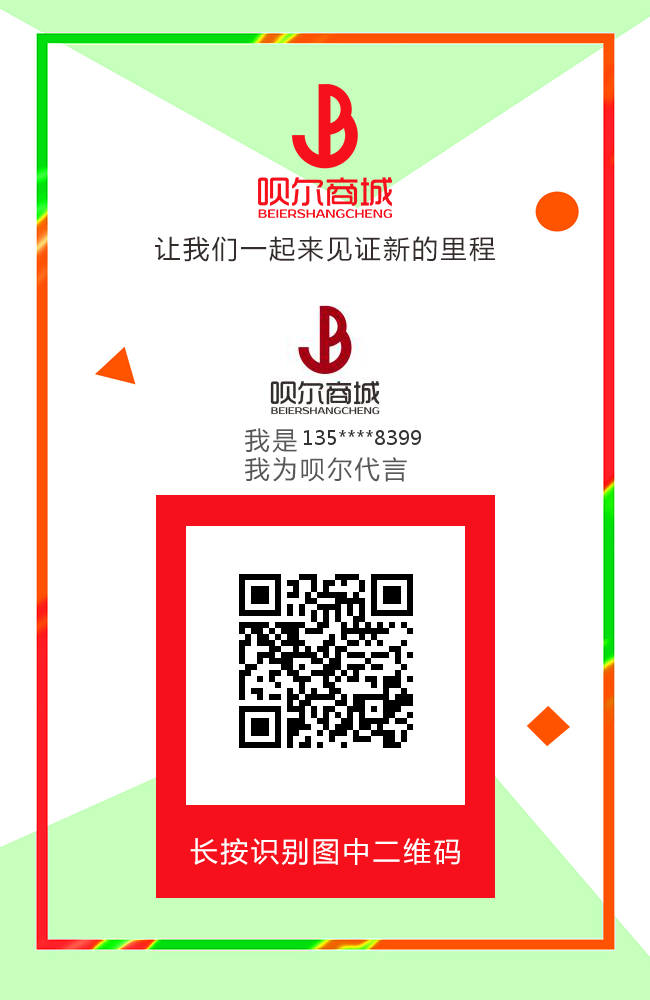 呗尔商城
BEIERSHANGCHENG
让我们一起来见证新的里程
呗尔商城
BEIERSHANGCHENG
我是 135****8399
我为呗尔代言
长按识别图中二维码